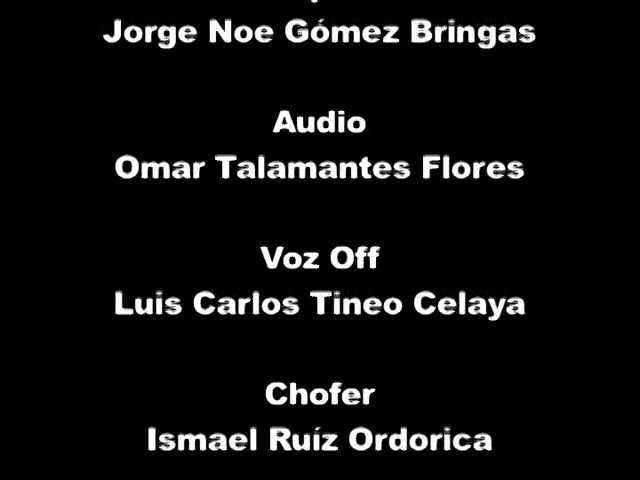 Jorge Noe Gómez Bringas
Audio
Omar Talamantes Flores
Voz Off
Luis Carlos Tineo Celaya
Chofer
Ismael Ruíz Ordorica